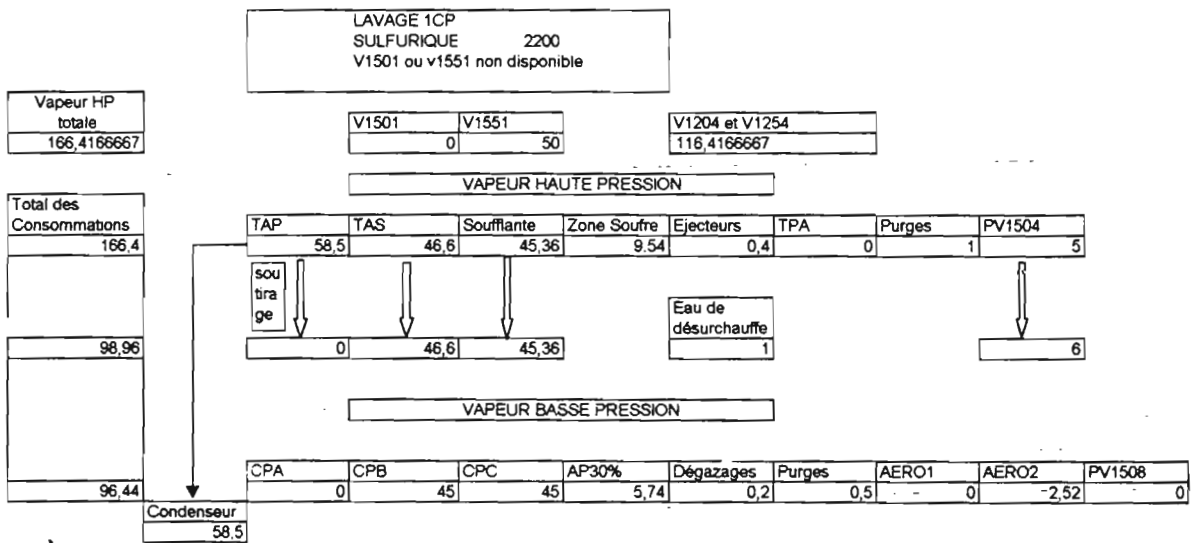 LAVAGE 1CP
SULFURIQUE 2200
V1501 ou v1551 non disponible
Vapeur HP
totale
166,4166667
V1501 V1551
0 50
V1204 et V1254
116,4166667
VAPEUR HAUTE PRESSION
Total des
Consommations
166,4
TAP TAS Soufflante Zone Soufre Ejecteurs TPA Purges PV1504
58,5 46,6 45,36 9.54 0,4 0 1 5
sou
tira
ge
Eau de
désurchauffe
98,96
0 46,6 45,36 1 6
VAPEUR BASSE PRESSION
CPA CPB CPC AP30% Dégazages Purges AERO1 AERO2 PV1508
96,44
0 45 45 5,74 0,2 0,5 0 -2,52 0
Condenseur
58,5